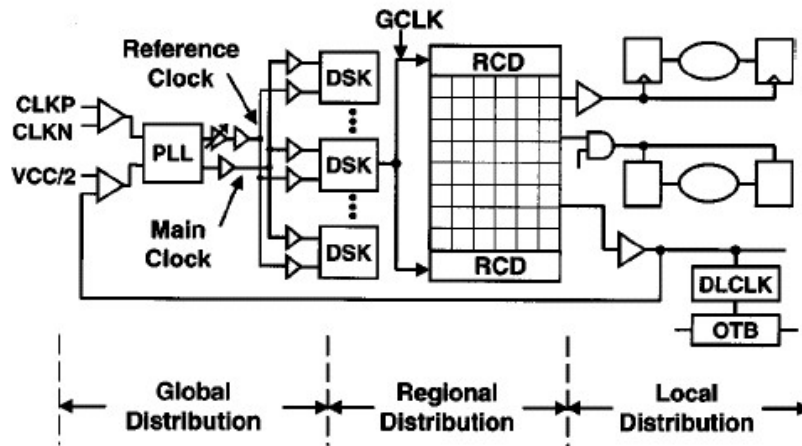 GCLK
Reference
Clock
RCD
DSK
CLKP
CLKN
PLL
DSK
VCC/2
Main
Clock
DSK
RCD
DLCLK
OTB
Global
Distribution
Regional
Distribution
Local
Distribution